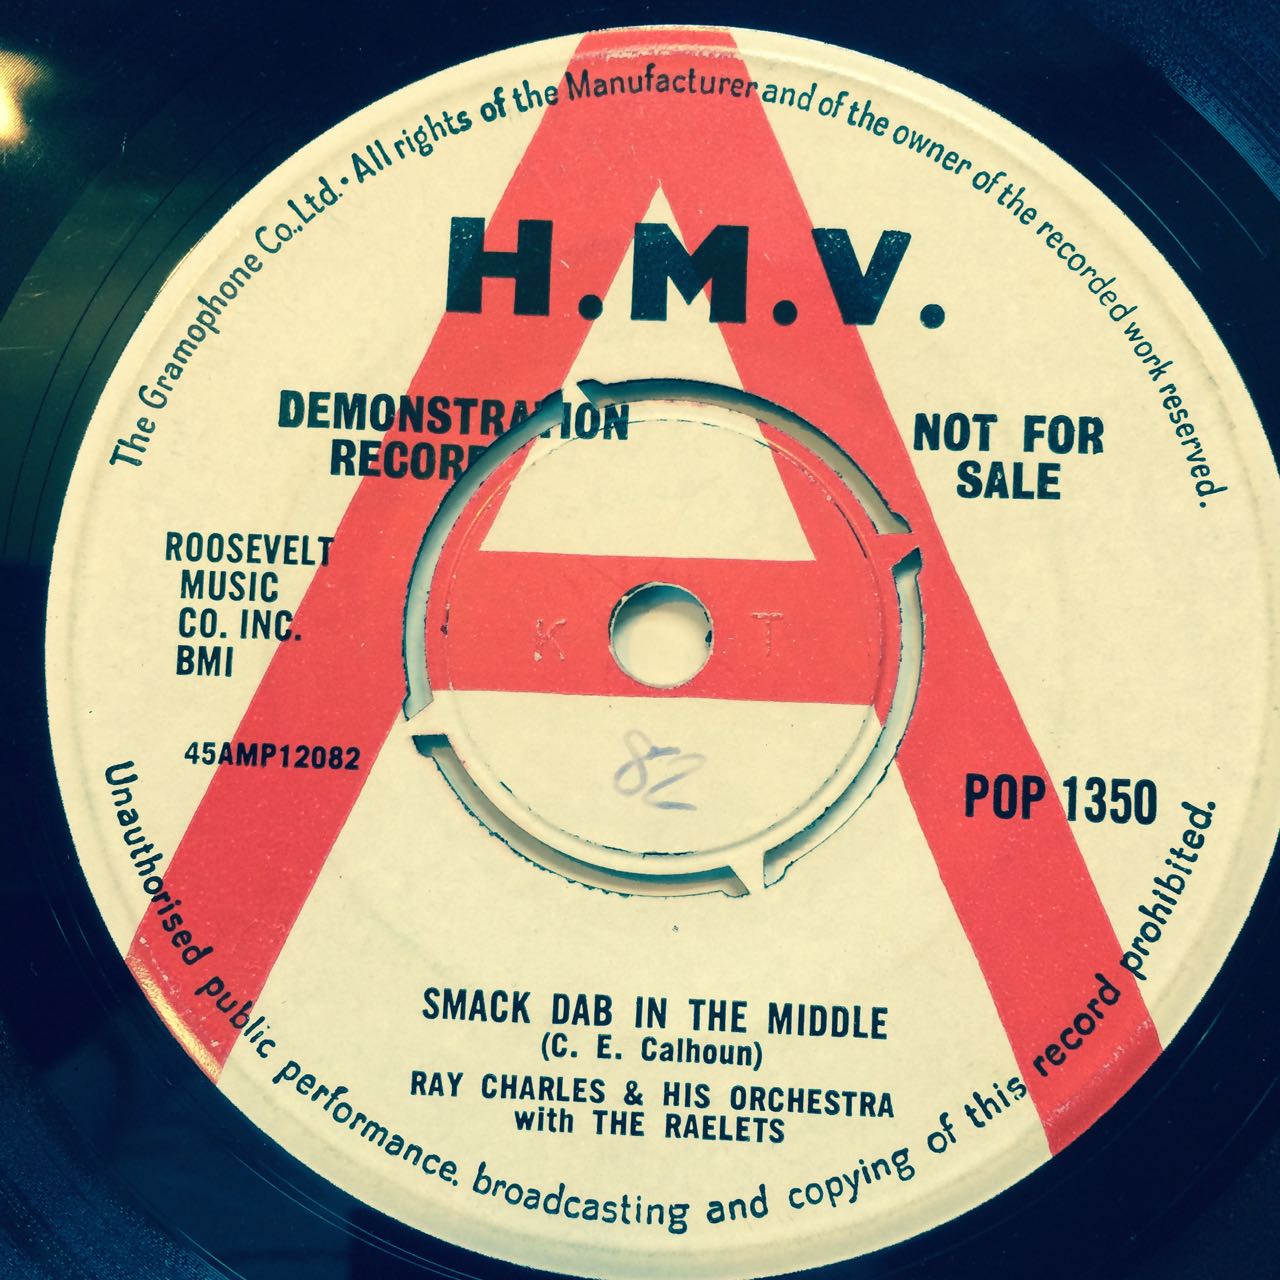 The Gramophone Co., Ltd. • All rights of the Manufacturer and of the owner of the recorded work reserved.
H.M.V.
DEMONSTRATION
RECORD
NOT FOR
SALE
ROOSEVELT
MUSIC
CO. INC.
BMI
K T
45AMP12082
82
POP 1350
SMACK DAB IN THE MIDDLE
(C. E. Calhoun)
RAY CHARLES & HIS ORCHESTRA
with THE RAELETS
Unauthorised public performance, broadcasting and copying of this record prohibited.